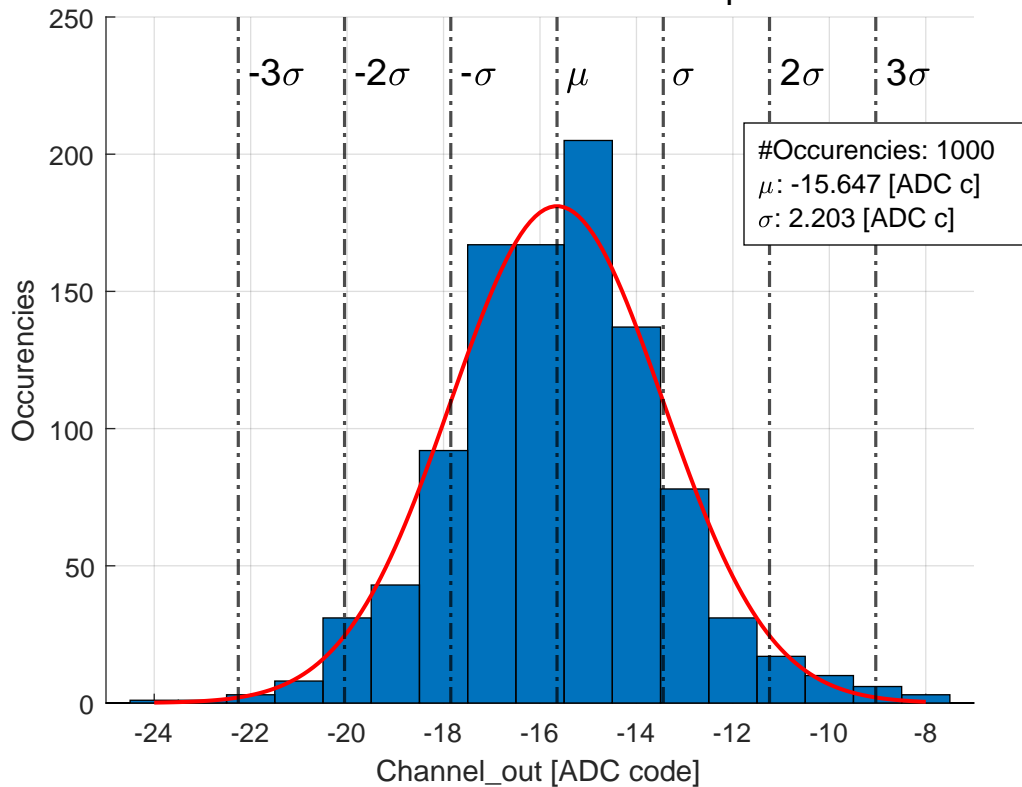 250
200
150
100
50
0
Occurencies
-3σ -2σ -σ μ σ 2σ 3σ
#Occurencies: 1000
μ: -15.647 [ADC c]
σ: 2.203 [ADC c]
-24 -22 -20 -18 -16 -14 -12 -10 -8
Channel_out [ADC code]